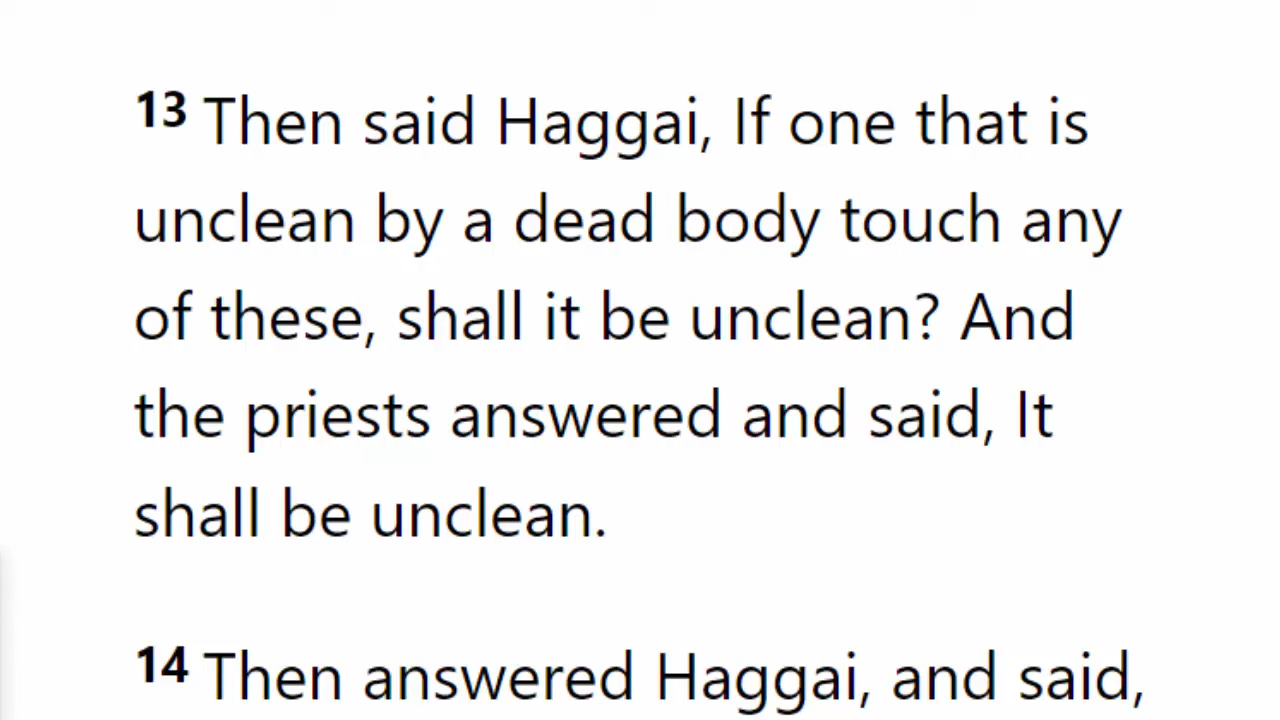 13 Then said Haggai, If one that is
unclean by a dead body touch any
of these, shall it be unclean? And
the priests answered and said, It
shall be unclean.
14 Then answered Haggai, and said,